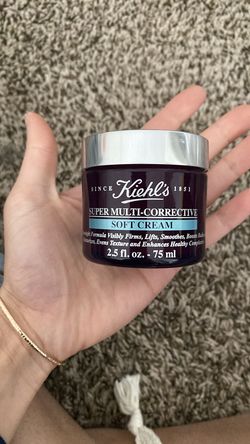 SINCE Kiehl's 1851
SUPER MULTI-CORRECTIVE
SOFT CREAM
Formula Visibly Firms, Lifts, Smoothes, Boosts
Evens Texture and Enhances Healthy
2.5 fl. oz. - 75 ml